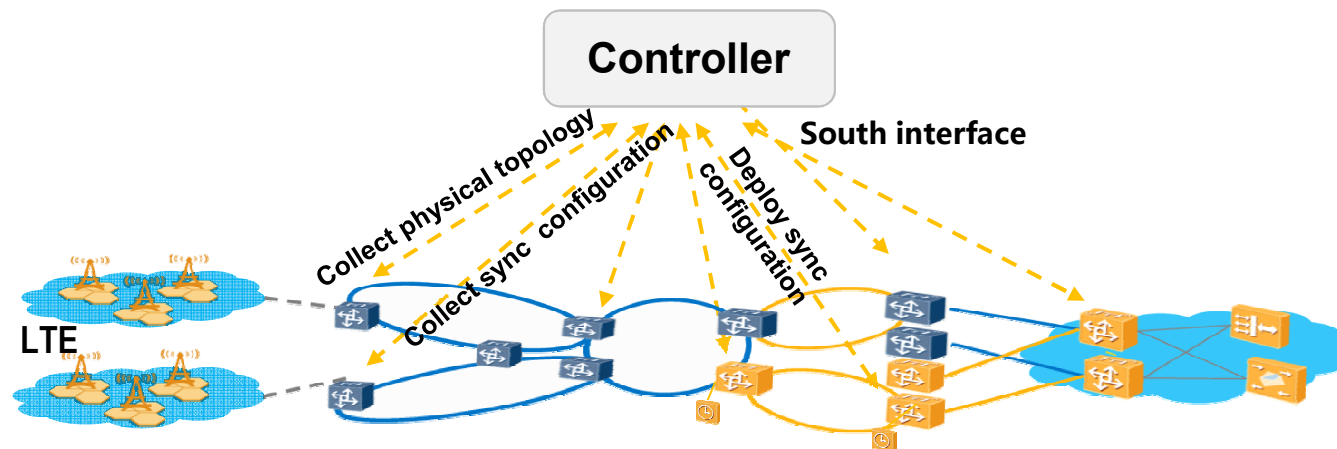 Controller
South interface
Collect physical topology
Collect sync configuration
Deploy sync
configuration
LTE